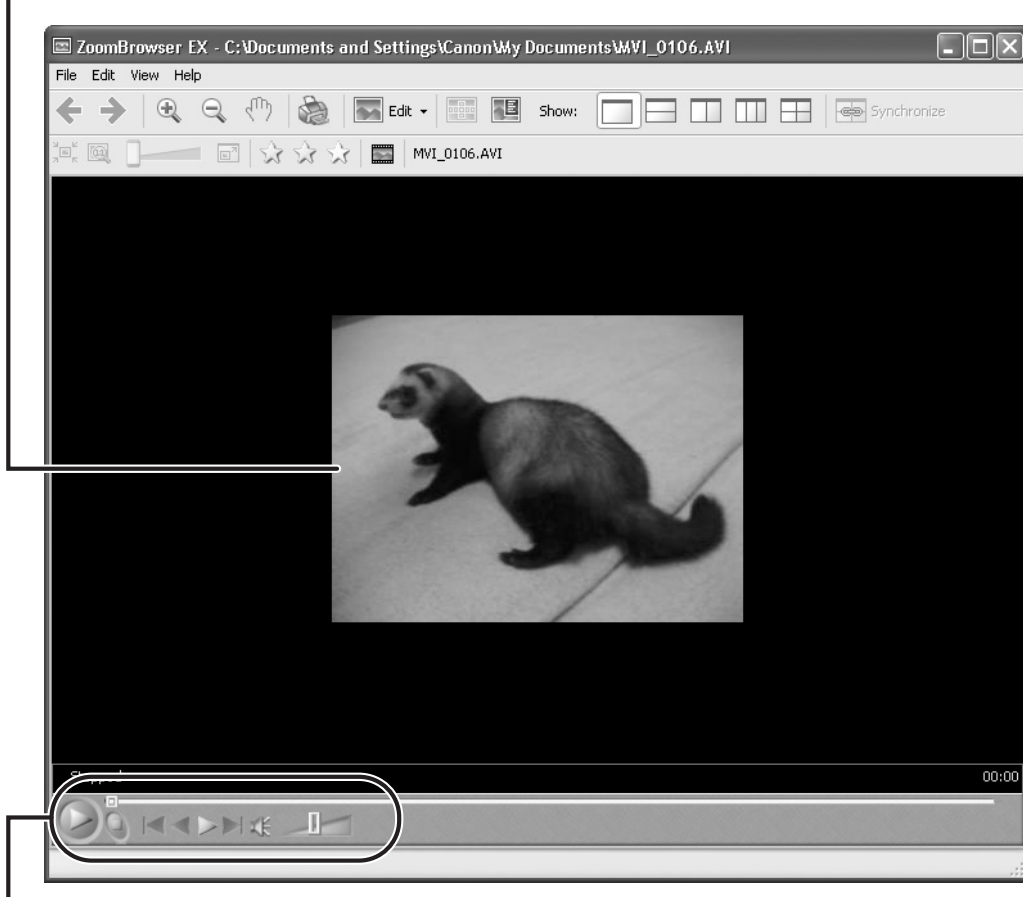 ZoomBrowser EX - C:\Documents and Settings\Canon\My Documents\MVI_0106.AVI
File Edit View Help
Edit Show: Synchronize
MVI_0106.AVI
Stopped 00:00